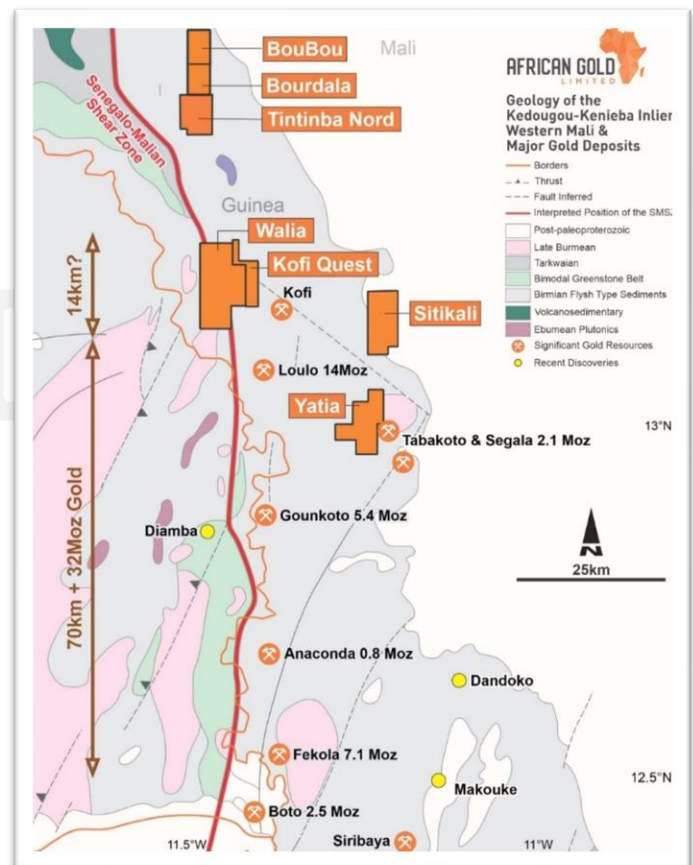 BouBou
Mali
Bourdala
Tintinba Nord
AFRICAN GOLD
LIMITED
Geology of the
Kedougou-Kenieba Inlier
Western Mali &
Major Gold Deposits
Borders
Thrust
Fault Inferred
Interpreted Position of the SMSZ
Post-paleoproterozoic
Late Burmean
Tarkwaian
Bimodal Greenstone Belt
Birmian Flysh Type Sediments
Volcanosedimentary
Ebumean Plutonics
Significant Gold Resources
Recent Discoveries
Senegalo-Malian
Shear Zone
Guinea
Walia
Kofi Quest
Kofi
Sitikali
14km?
Loulo 14Moz
Yatia
13°N
Tabakoto & Segala 2.1 Moz
Gounkoto 5.4 Moz
Diamba
N
25km
70km + 32Moz Gold
Anaconda 0.8 Moz
Dandoko
Fekola 7.1 Moz
12.5°N
Makouke
Boto 2.5 Moz
11.5°W
Siribaya
11°W